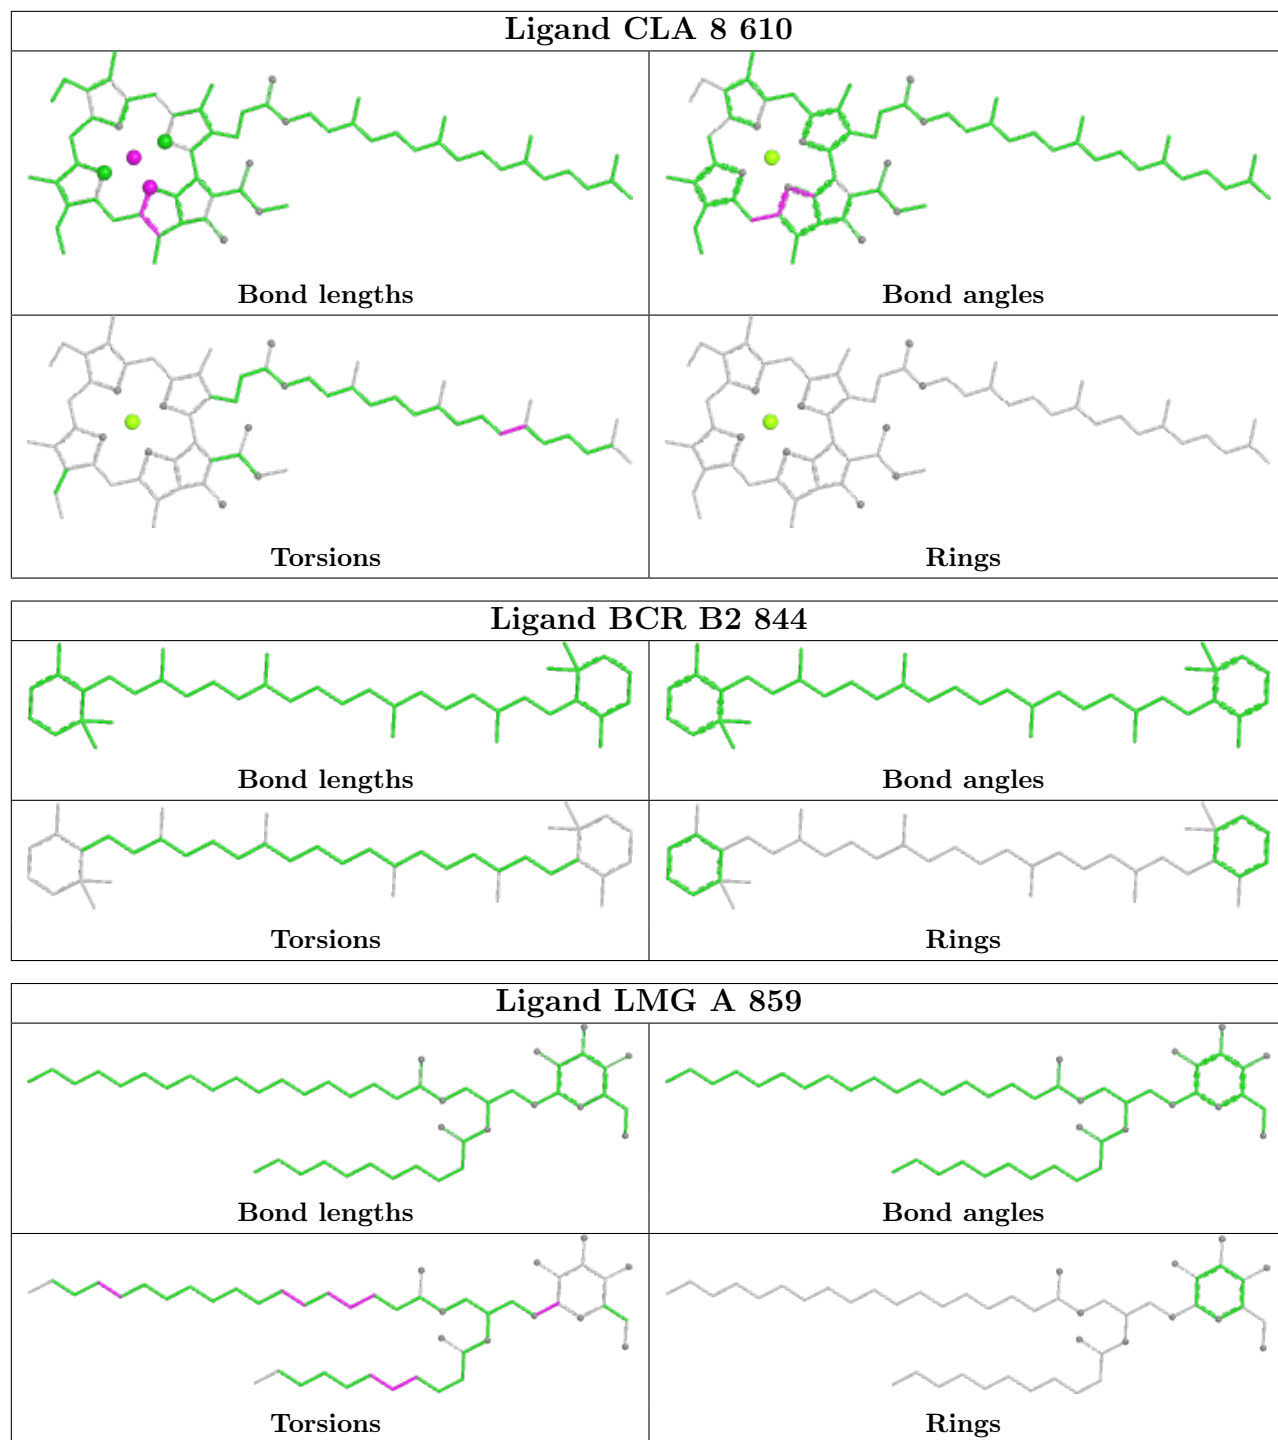 Ligand CLA 8 610
Bond lengths
Bond angles
Torsions
Rings
Ligand BCR B2 844
Bond lengths
Bond angles
Torsions
Rings
Ligand LMG A 859
Bond lengths
Bond angles
Torsions
Rings